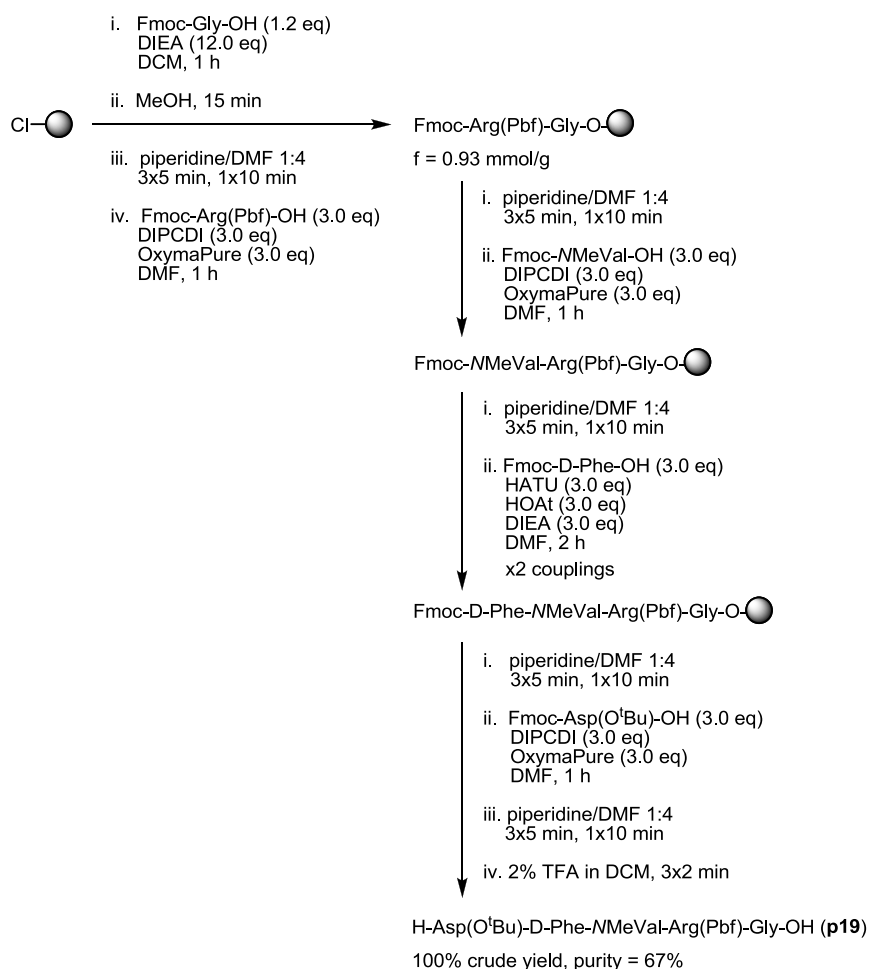 i. Fmoc-Gly-OH (1.2 eq)
DIEA (12.0 eq)
DCM, 1 h
ii. MeOH, 15 min
Cl
iii. piperidine/DMF 1:4
3x5 min, 1x10 min
iv. Fmoc-Arg(Pbf)-OH (3.0 eq)
DIPCDI (3.0 eq)
OxymaPure (3.0 eq)
DMF, 1 h
Fmoc-Arg(Pbf)-Gly-O
f = 0.93 mmol/g
i. piperidine/DMF 1:4
3x5 min, 1x10 min
ii. Fmoc-NMeVal-OH (3.0 eq)
DIPCDI (3.0 eq)
OxymaPure (3.0 eq)
DMF, 1 h
Fmoc-NMeVal-Arg(Pbf)-Gly-O
i. piperidine/DMF 1:4
3x5 min, 1x10 min
ii. Fmoc-D-Phe-OH (3.0 eq)
HATU (3.0 eq)
HOAt (3.0 eq)
DIEA (3.0 eq)
DMF, 2 h
x2 couplings
Fmoc-D-Phe-NMeVal-Arg(Pbf)-Gly-O
i. piperidine/DMF 1:4
3x5 min, 1x10 min
ii. Fmoc-Asp(OᵗBu)-OH (3.0 eq)
DIPCDI (3.0 eq)
OxymaPure (3.0 eq)
DMF, 1 h
iii. piperidine/DMF 1:4
3x5 min, 1x10 min
iv. 2% TFA in DCM, 3x2 min
H-Asp(OᵗBu)-D-Phe-NMeVal-Arg(Pbf)-Gly-OH (p19)
100% crude yield, purity = 67%